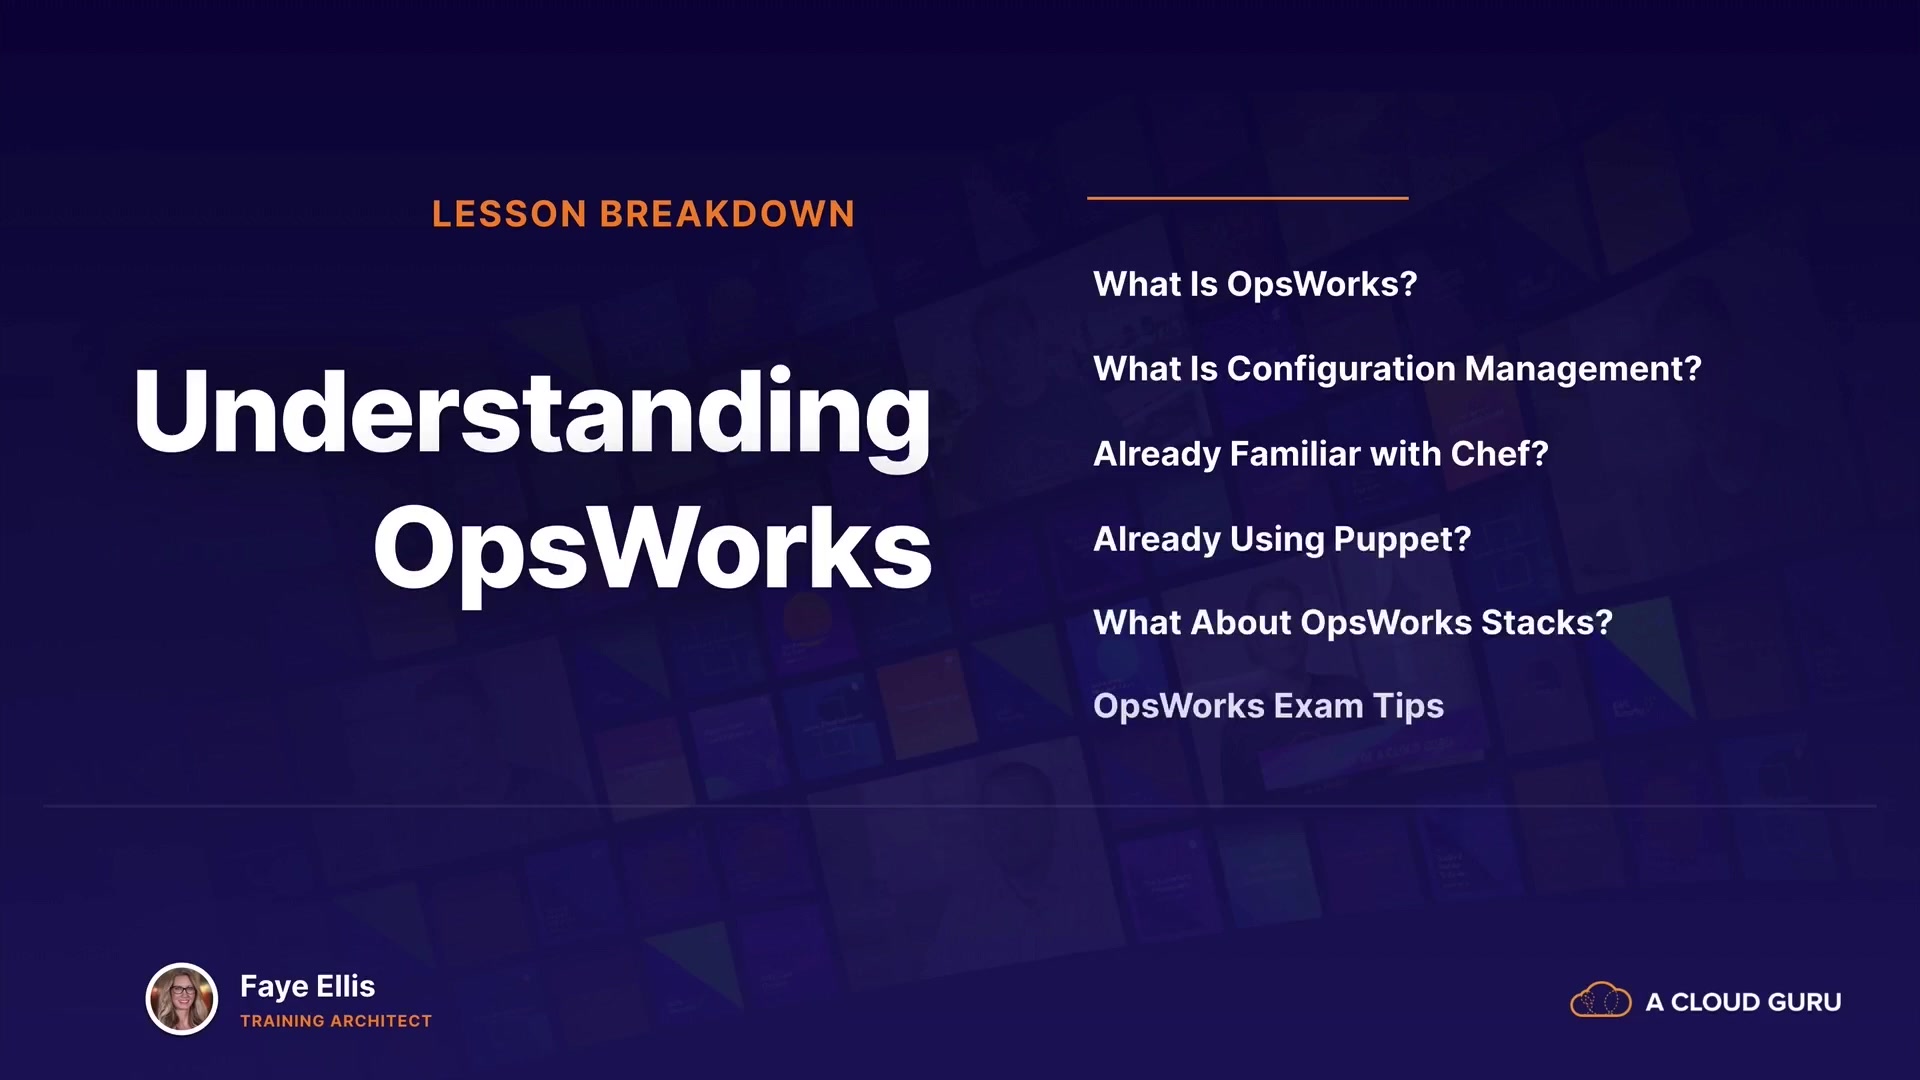 LESSON BREAKDOWN
Understanding
OpsWorks
What Is OpsWorks?
What Is Configuration Management?
Already Familiar with Chef?
Already Using Puppet?
What About OpsWorks Stacks?
OpsWorks Exam Tips
Faye Ellis
TRAINING ARCHITECT
A CLOUD GURU